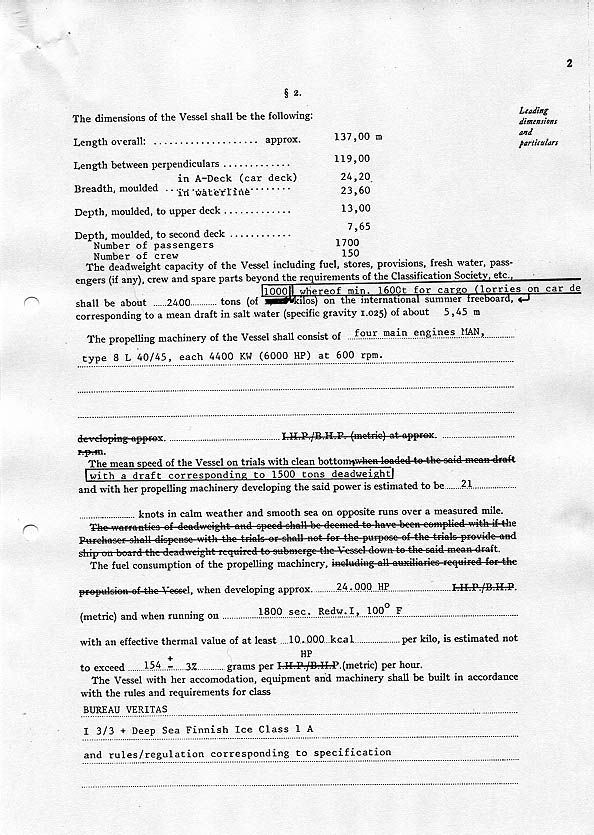 2
§ 2.
The dimensions of the Vessel shall be the following:
Leading
dimensions
and
particulars
Length overall: ................... approx. 137,00 m
Length between perpendiculars ............. 119,00
in A-Deck (car deck) 24,20
Breadth, moulded ..in waterline........ 23,60
Depth, moulded, to upper deck ............. 13,00
Depth, moulded, to second deck ............ 7,65
Number of passengers 1700
Number of crew 150
The deadweight capacity of the Vessel including fuel, stores, provisions, fresh water, pass-
engers (if any), crew and spare parts beyond the requirements of the Classification Society, etc.,
1000 whereof min. 1600t for cargo (lorries on car de
shall be about .....2400.......... tons (of kilos) on the international summer freeboard,
corresponding to a mean draft in salt water (specific gravity 1.025) of about 5,45 m
The propelling machinery of the Vessel shall consist of four main engines MAN,
type 8 L 40/45, each 4400 KW (6000 HP) at 600 rpm.
developing approx. I.H.P./B.H.P. (metric) at approx.
r.p.m.
The mean speed of the Vessel on trials with clean bottom, when loaded to the said mean draft
with a draft corresponding to 1500 tons deadweight
and with her propelling machinery developing the said power is estimated to be.....21
knots in calm weather and smooth sea on opposite runs over a measured mile.
The warranties of deadweight and speed shall be deemed to have been complied with if the
Purchaser shall dispense with the trials or shall not for the purpose of the trials provide and
ship on board the deadweight required to submerge the Vessel down to the said mean draft.
The fuel consumption of the propelling machinery, including all auxiliaries required for the
propulsion of the Vessel, when developing approx. 24.000 HP I.H.P./B.H.P.
(metric) and when running on 1800 sec. Redw.I, 100° F
with an effective thermal value of at least 10.000 kcal per kilo, is estimated not
HP
to exceed 154 ± 3% grams per I.H.P./B.H.P.(metric) per hour.
The Vessel with her accomodation, equipment and machinery shall be built in accordance
with the rules and requirements for class
BUREAU VERITAS
I 3/3 + Deep Sea Finnish Ice Class 1 A
and rules/regulation corresponding to specification